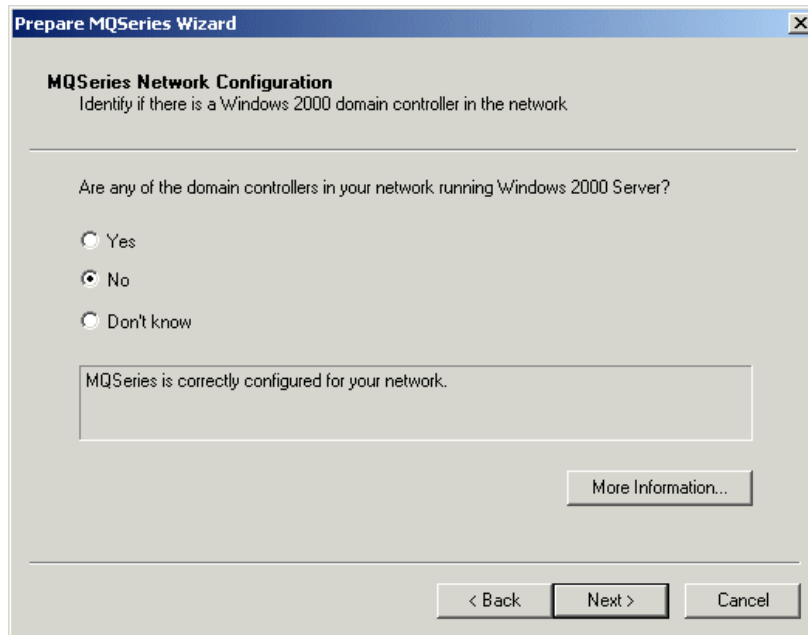 Prepare MQSeries Wizard
MQSeries Network Configuration
Identify if there is a Windows 2000 domain controller in the network
Are any of the domain controllers in your network running Windows 2000 Server?
Yes
No
Don't know
MQSeries is correctly configured for your network.
More Information...
< Back Next > Cancel